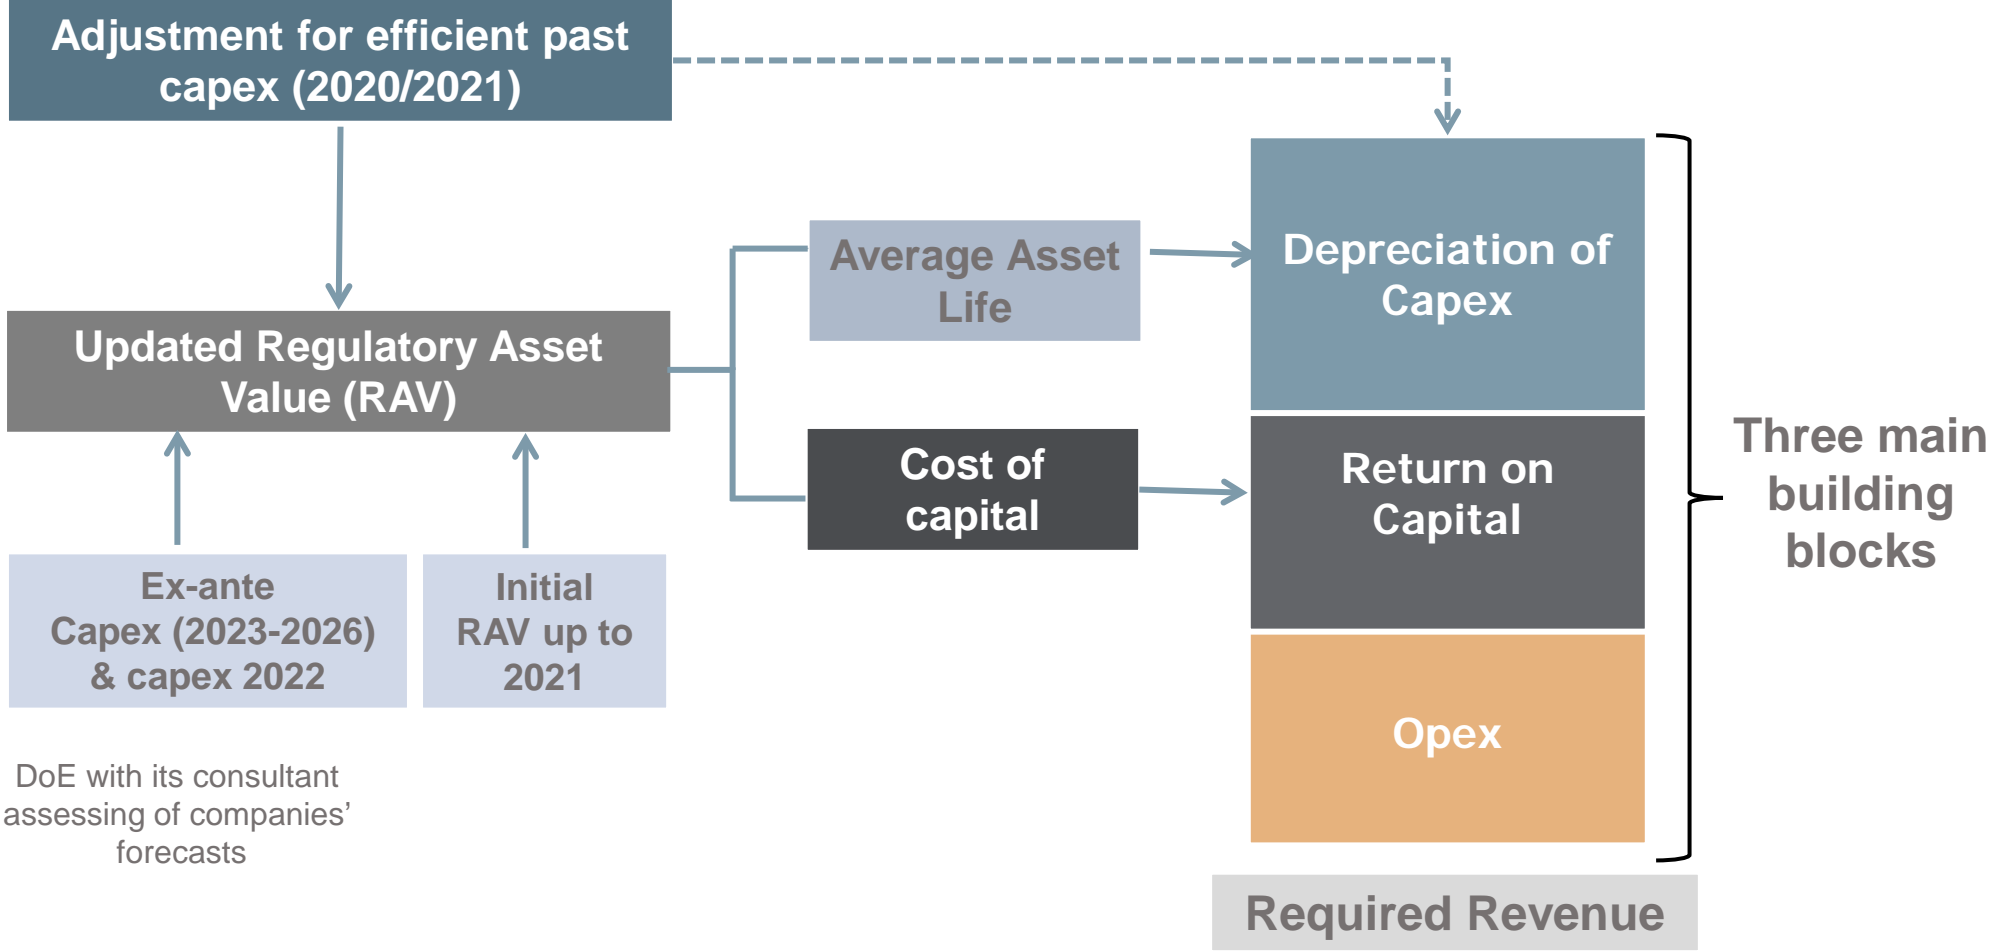 Adjustment for efficient past
capex (2020/2021)
Updated Regulatory Asset
Value (RAV)
Ex-ante
Capex (2023-2026)
& capex 2022
Initial
RAV up to
2021
DoE with its consultant
assessing of companies’
forecasts
Average Asset
Life
Cost of
capital
Depreciation of
Capex
Return on
Capital
Opex
Required Revenue
Three main
building
blocks